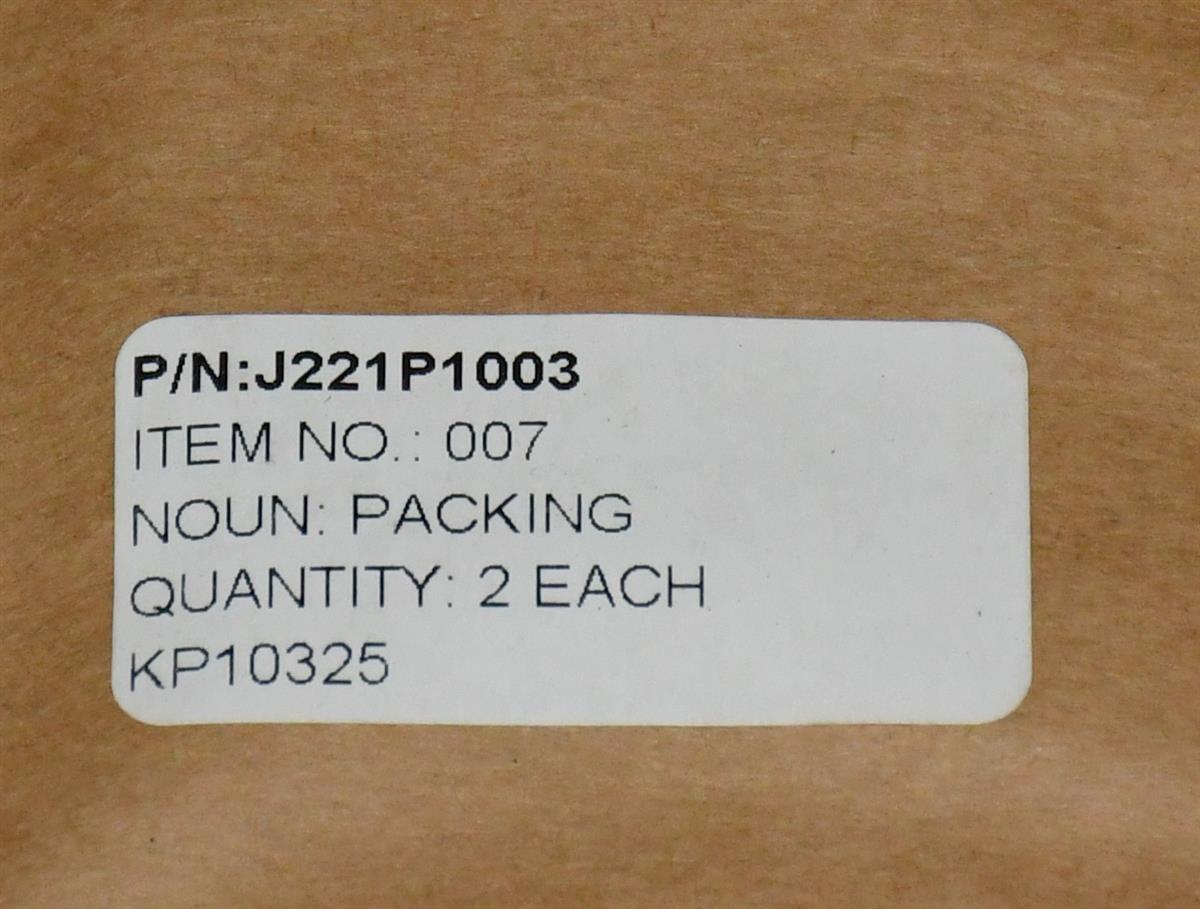 P/N:J221P1003
ITEM NO.: 007
NOUN: PACKING
QUANTITY: 2 EACH
KP10325